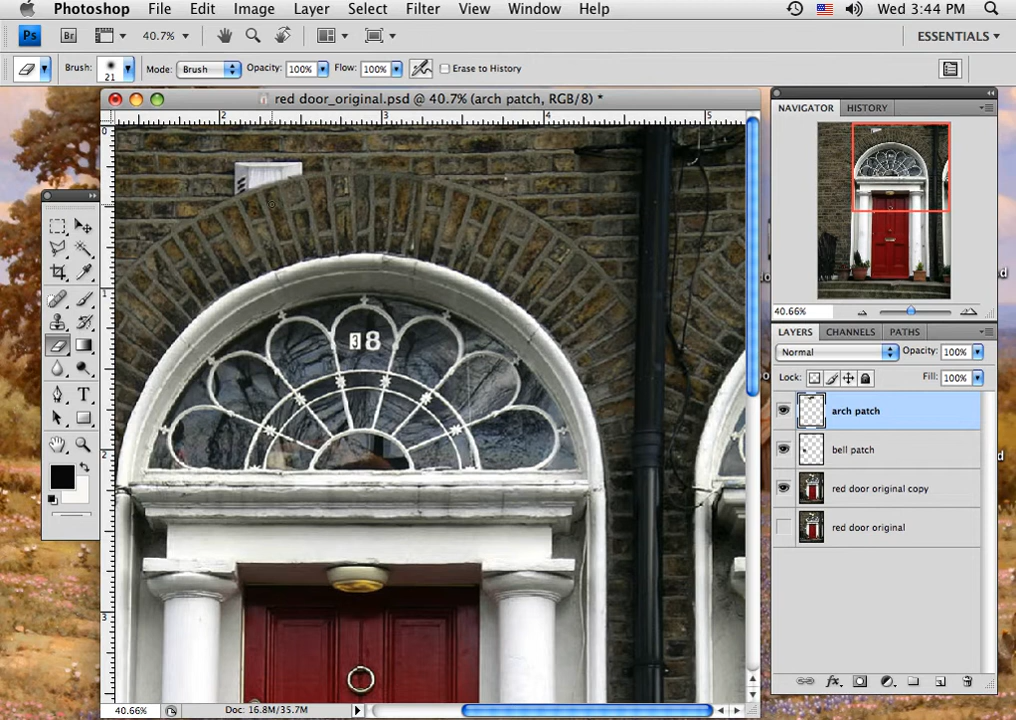 Photoshop File Edit Image Layer Select Filter View Window Help Wed 3:44 PM
Ps Br 40.7% ESSENTIALS
Brush: 21 Mode: Brush Opacity: 100% Flow: 100% Erase to History
red door_original.psd @ 40.7% (arch patch, RGB/8) *
NAVIGATOR HISTORY
0 2 3 4 5
1
2
3
38
T
40.66%
LAYERS CHANNELS PATHS
Normal Opacity: 100%
Lock: Fill: 100%
arch patch
bell patch
red door original copy
red door original
fx
40.66% Doc: 16.8M/35.7M